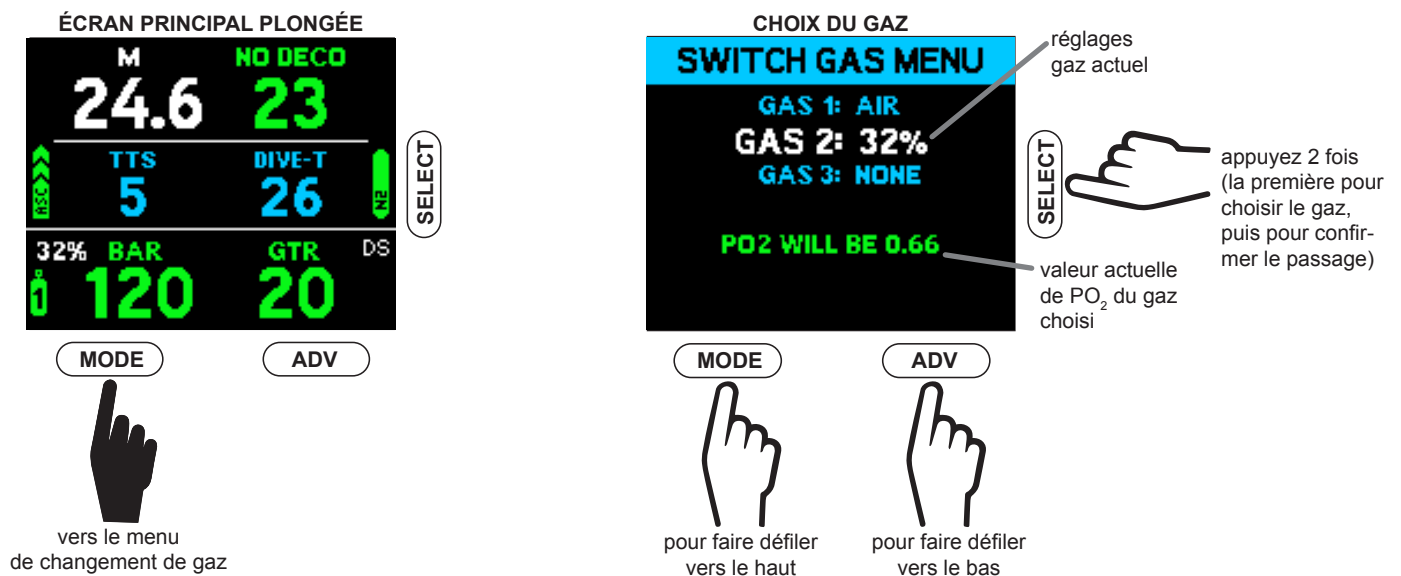 ÉCRAN PRINCIPAL PLONGÉE
M NO DECO
24.6 23
TTS DIVE-T
5 26
ASC
N2
32% BAR GTR DS
1 120 20
SELECT
MODE ADV
vers le menu
de changement de gaz
CHOIX DU GAZ
SWITCH GAS MENU
GAS 1: AIR
GAS 2: 32%
GAS 3: NONE
PO2 WILL BE 0.66
réglages
gaz actuel
SELECT
appuyez 2 fois
(la première pour
choisir le gaz,
puis pour confir-
mer le passage)
valeur actuelle
de PO₂ du gaz
choisi
MODE ADV
pour faire défiler
vers le haut
pour faire défiler
vers le bas